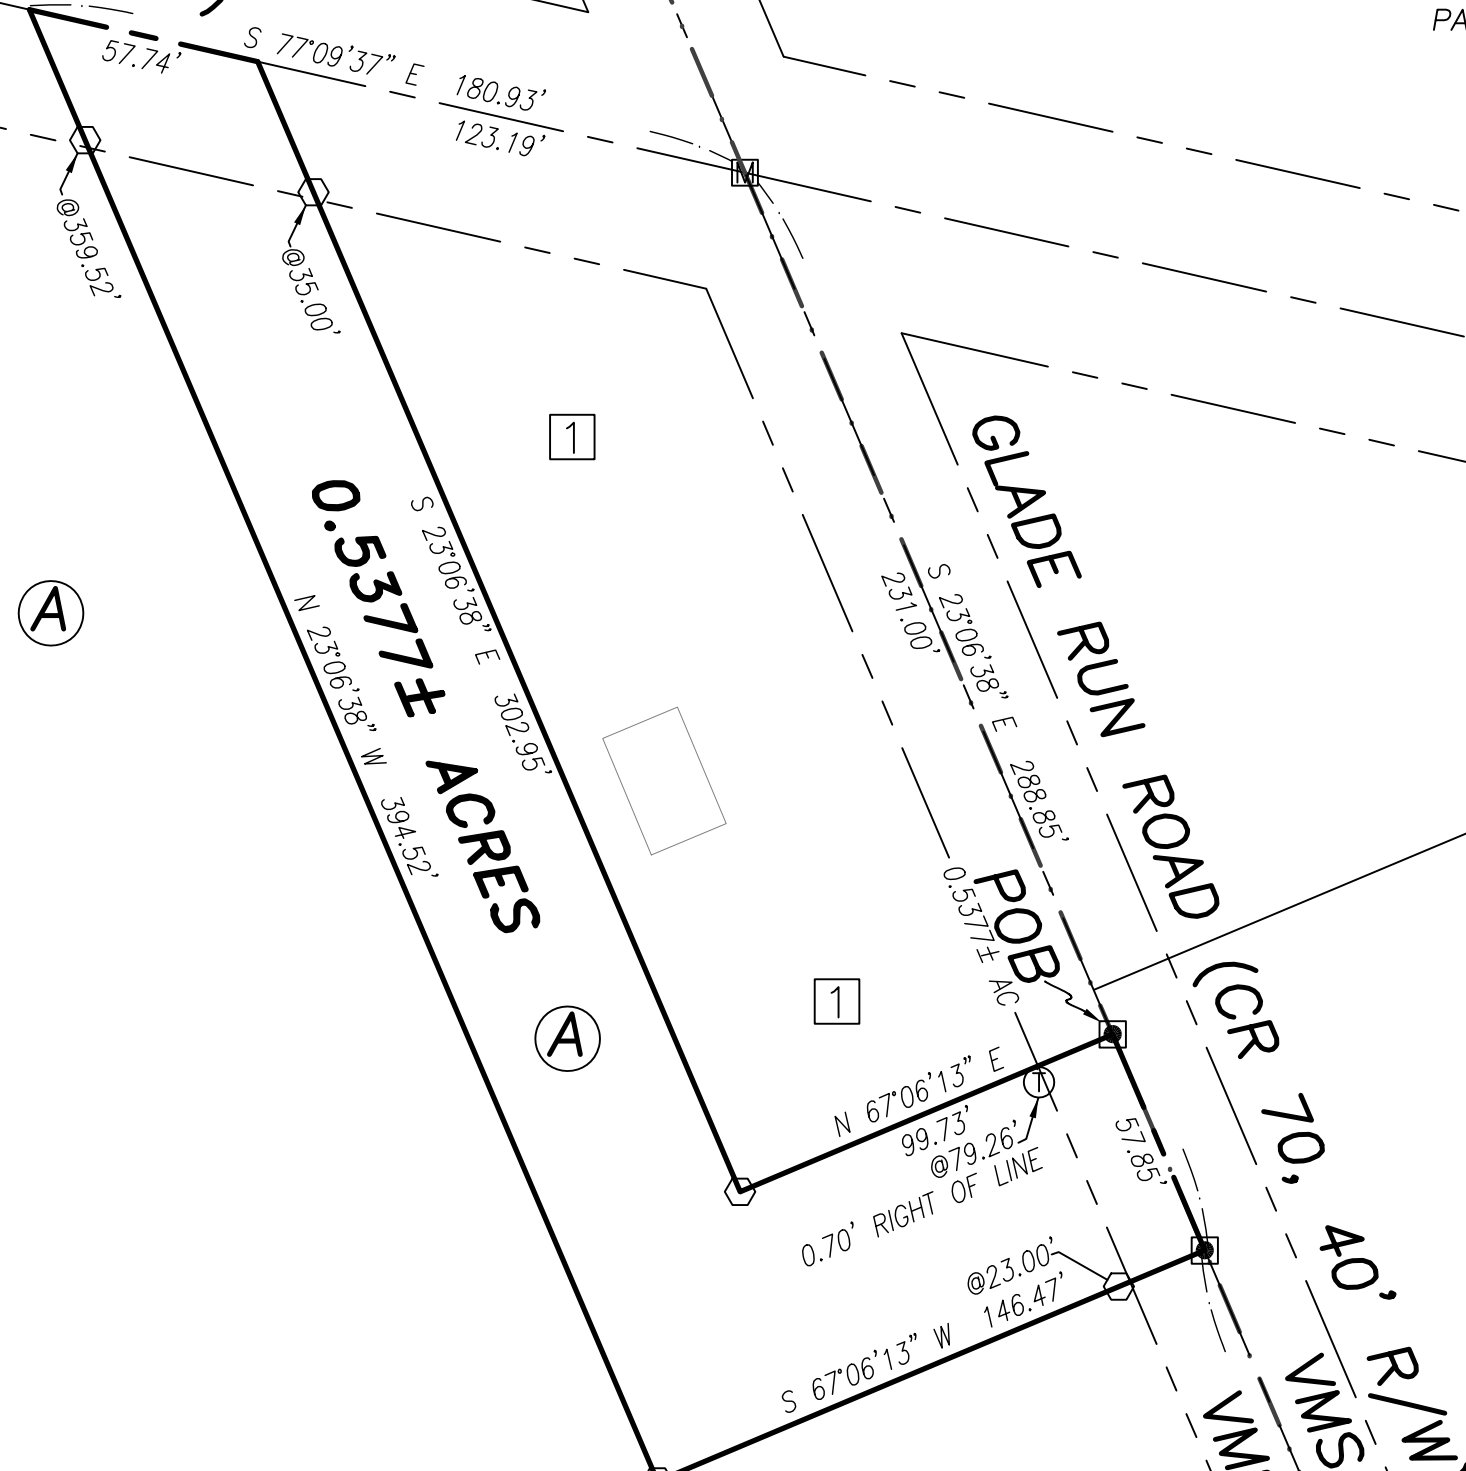 PA
57.74'
S 77°09'37" E 180.93'
123.19'
M
@359.52'
@35.00'
1
A
0.5377± ACRES
S 23°06'38" E 302.95'
N 23°06'38" W 394.52'
GLADE RUN ROAD (CR 70, 40' R/W
S 23°06'38" E 288.85'
231.00'
0.5377± AC
POB
1
A
N 67°06'13" E
99.73'
T
@79.26'
0.70' RIGHT OF LINE
57.85'
@23.00'
146.47'
S 67°06'13" W
VMS
VMS